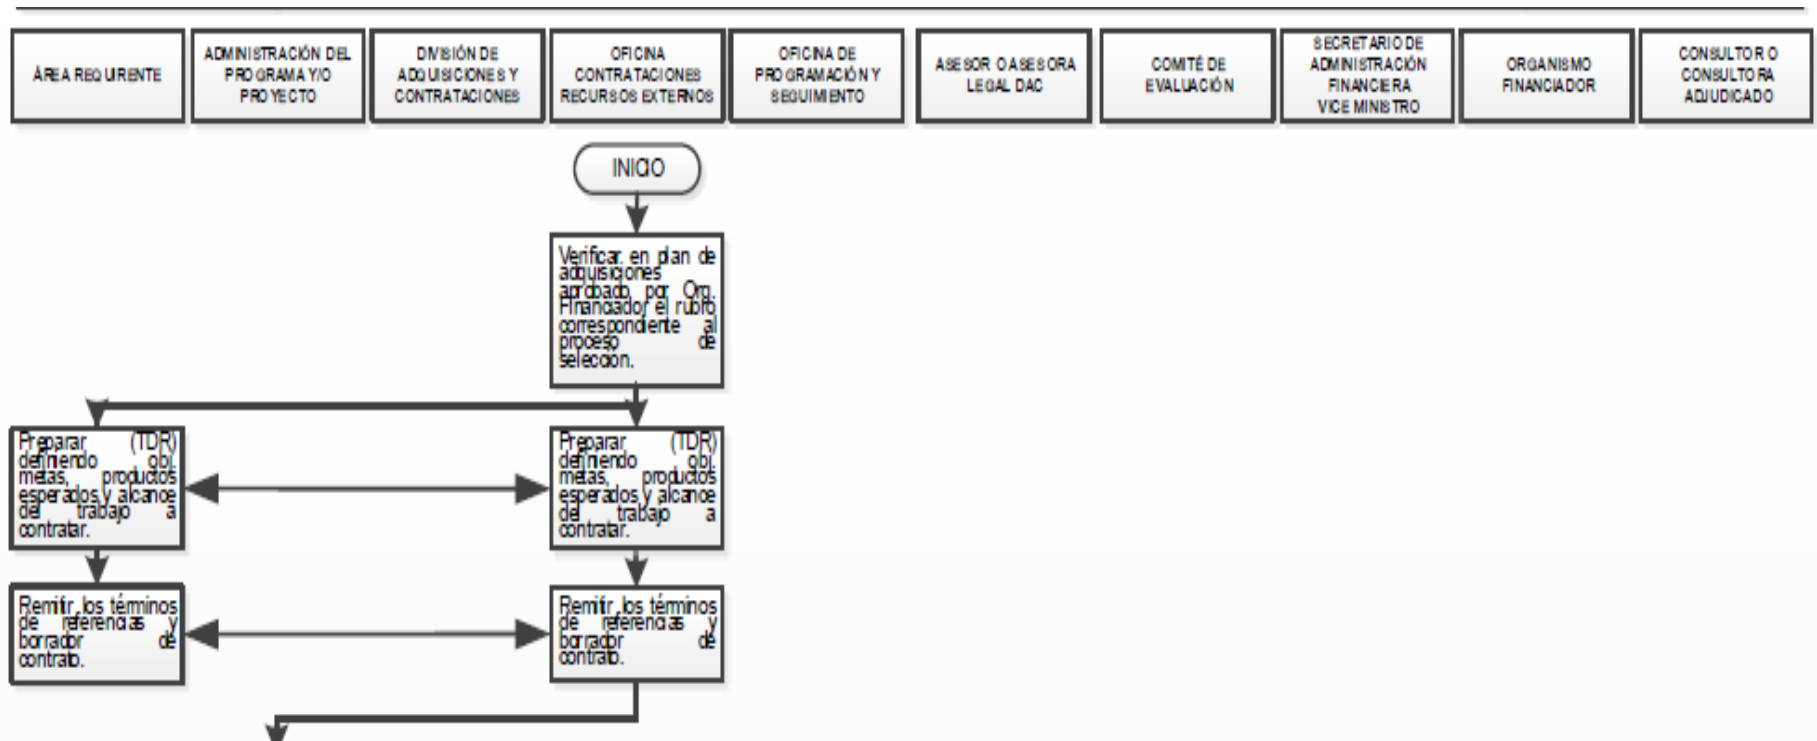 ÁREA REQUIRENTE
ADMINISTRACIÓN DEL
PROGRAMA Y/O
PROYECTO
DIVISIÓN DE
ADQUISICIONES Y
CONTRATACIONES
OFICINA
CONTRATACIONES
RECURSOS EXTERNOS
OFICINA DE
PROGRAMACIÓN Y
SEGUIMIENTO
ASESOR O ASESORA
LEGAL DAC
COMITÉ DE
EVALUACIÓN
SECRETARIO DE
ADMINISTRACIÓN
FINANCIERA
VICE MINISTRO
ORGANISMO
FINANCIADOR
CONSULTOR O
CONSULTORA
ADJUDICADO
INICIO
Verificar en plan de
adquisiciones
aprobado por Org.
Financiador el rubro
correspondiente al
proceso de
selección.
Preparar (TDR)
definiendo obj.
metas, productos
esperados y alcance
del trabajo a
contratar.
Preparar (TDR)
definiendo obj.
metas, productos
esperados y alcance
del trabajo a
contratar.
Remitir los términos
de referencias y
borrador de
contrato.
Remitir los términos
de referencias y
borrador de
contrato.